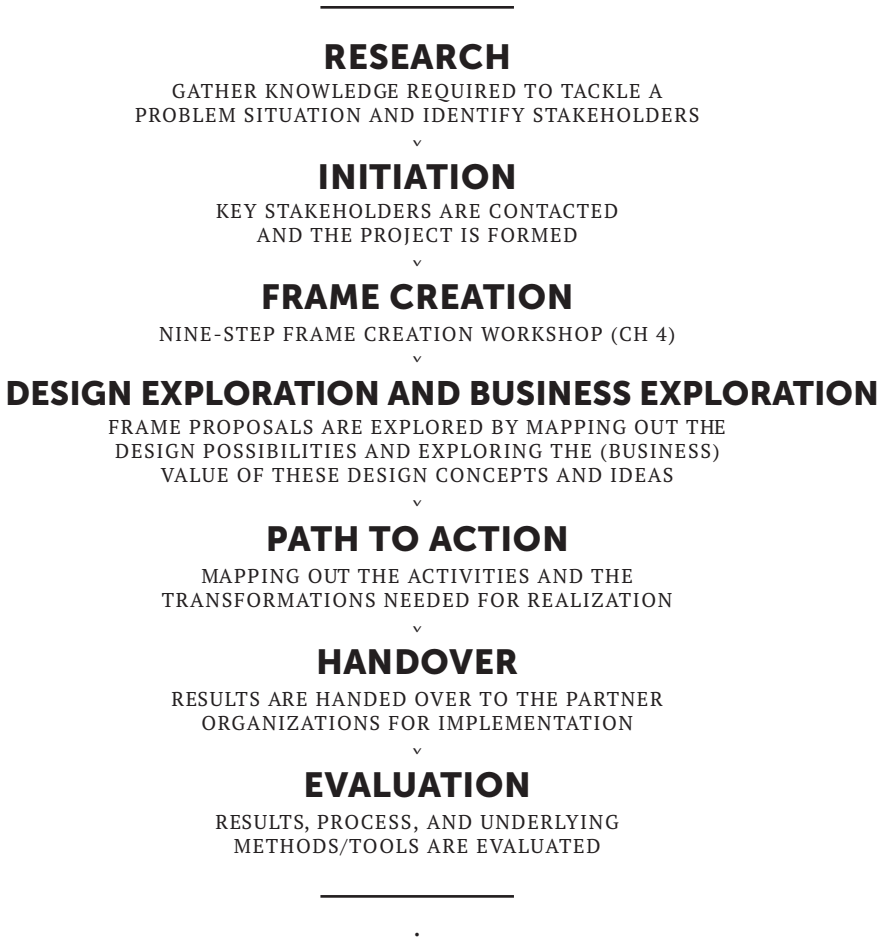 RESEARCH
GATHER KNOWLEDGE REQUIRED TO TACKLE A
PROBLEM SITUATION AND IDENTIFY STAKEHOLDERS
INITIATION
KEY STAKEHOLDERS ARE CONTACTED
AND THE PROJECT IS FORMED
FRAME CREATION
NINE-STEP FRAME CREATION WORKSHOP (CH 4)
DESIGN EXPLORATION AND BUSINESS EXPLORATION
FRAME PROPOSALS ARE EXPLORED BY MAPPING OUT THE
DESIGN POSSIBILITIES AND EXPLORING THE (BUSINESS)
VALUE OF THESE DESIGN CONCEPTS AND IDEAS
PATH TO ACTION
MAPPING OUT THE ACTIVITIES AND THE
TRANSFORMATIONS NEEDED FOR REALIZATION
HANDOVER
RESULTS ARE HANDED OVER TO THE PARTNER
ORGANIZATIONS FOR IMPLEMENTATION
EVALUATION
RESULTS, PROCESS, AND UNDERLYING
METHODS/TOOLS ARE EVALUATED